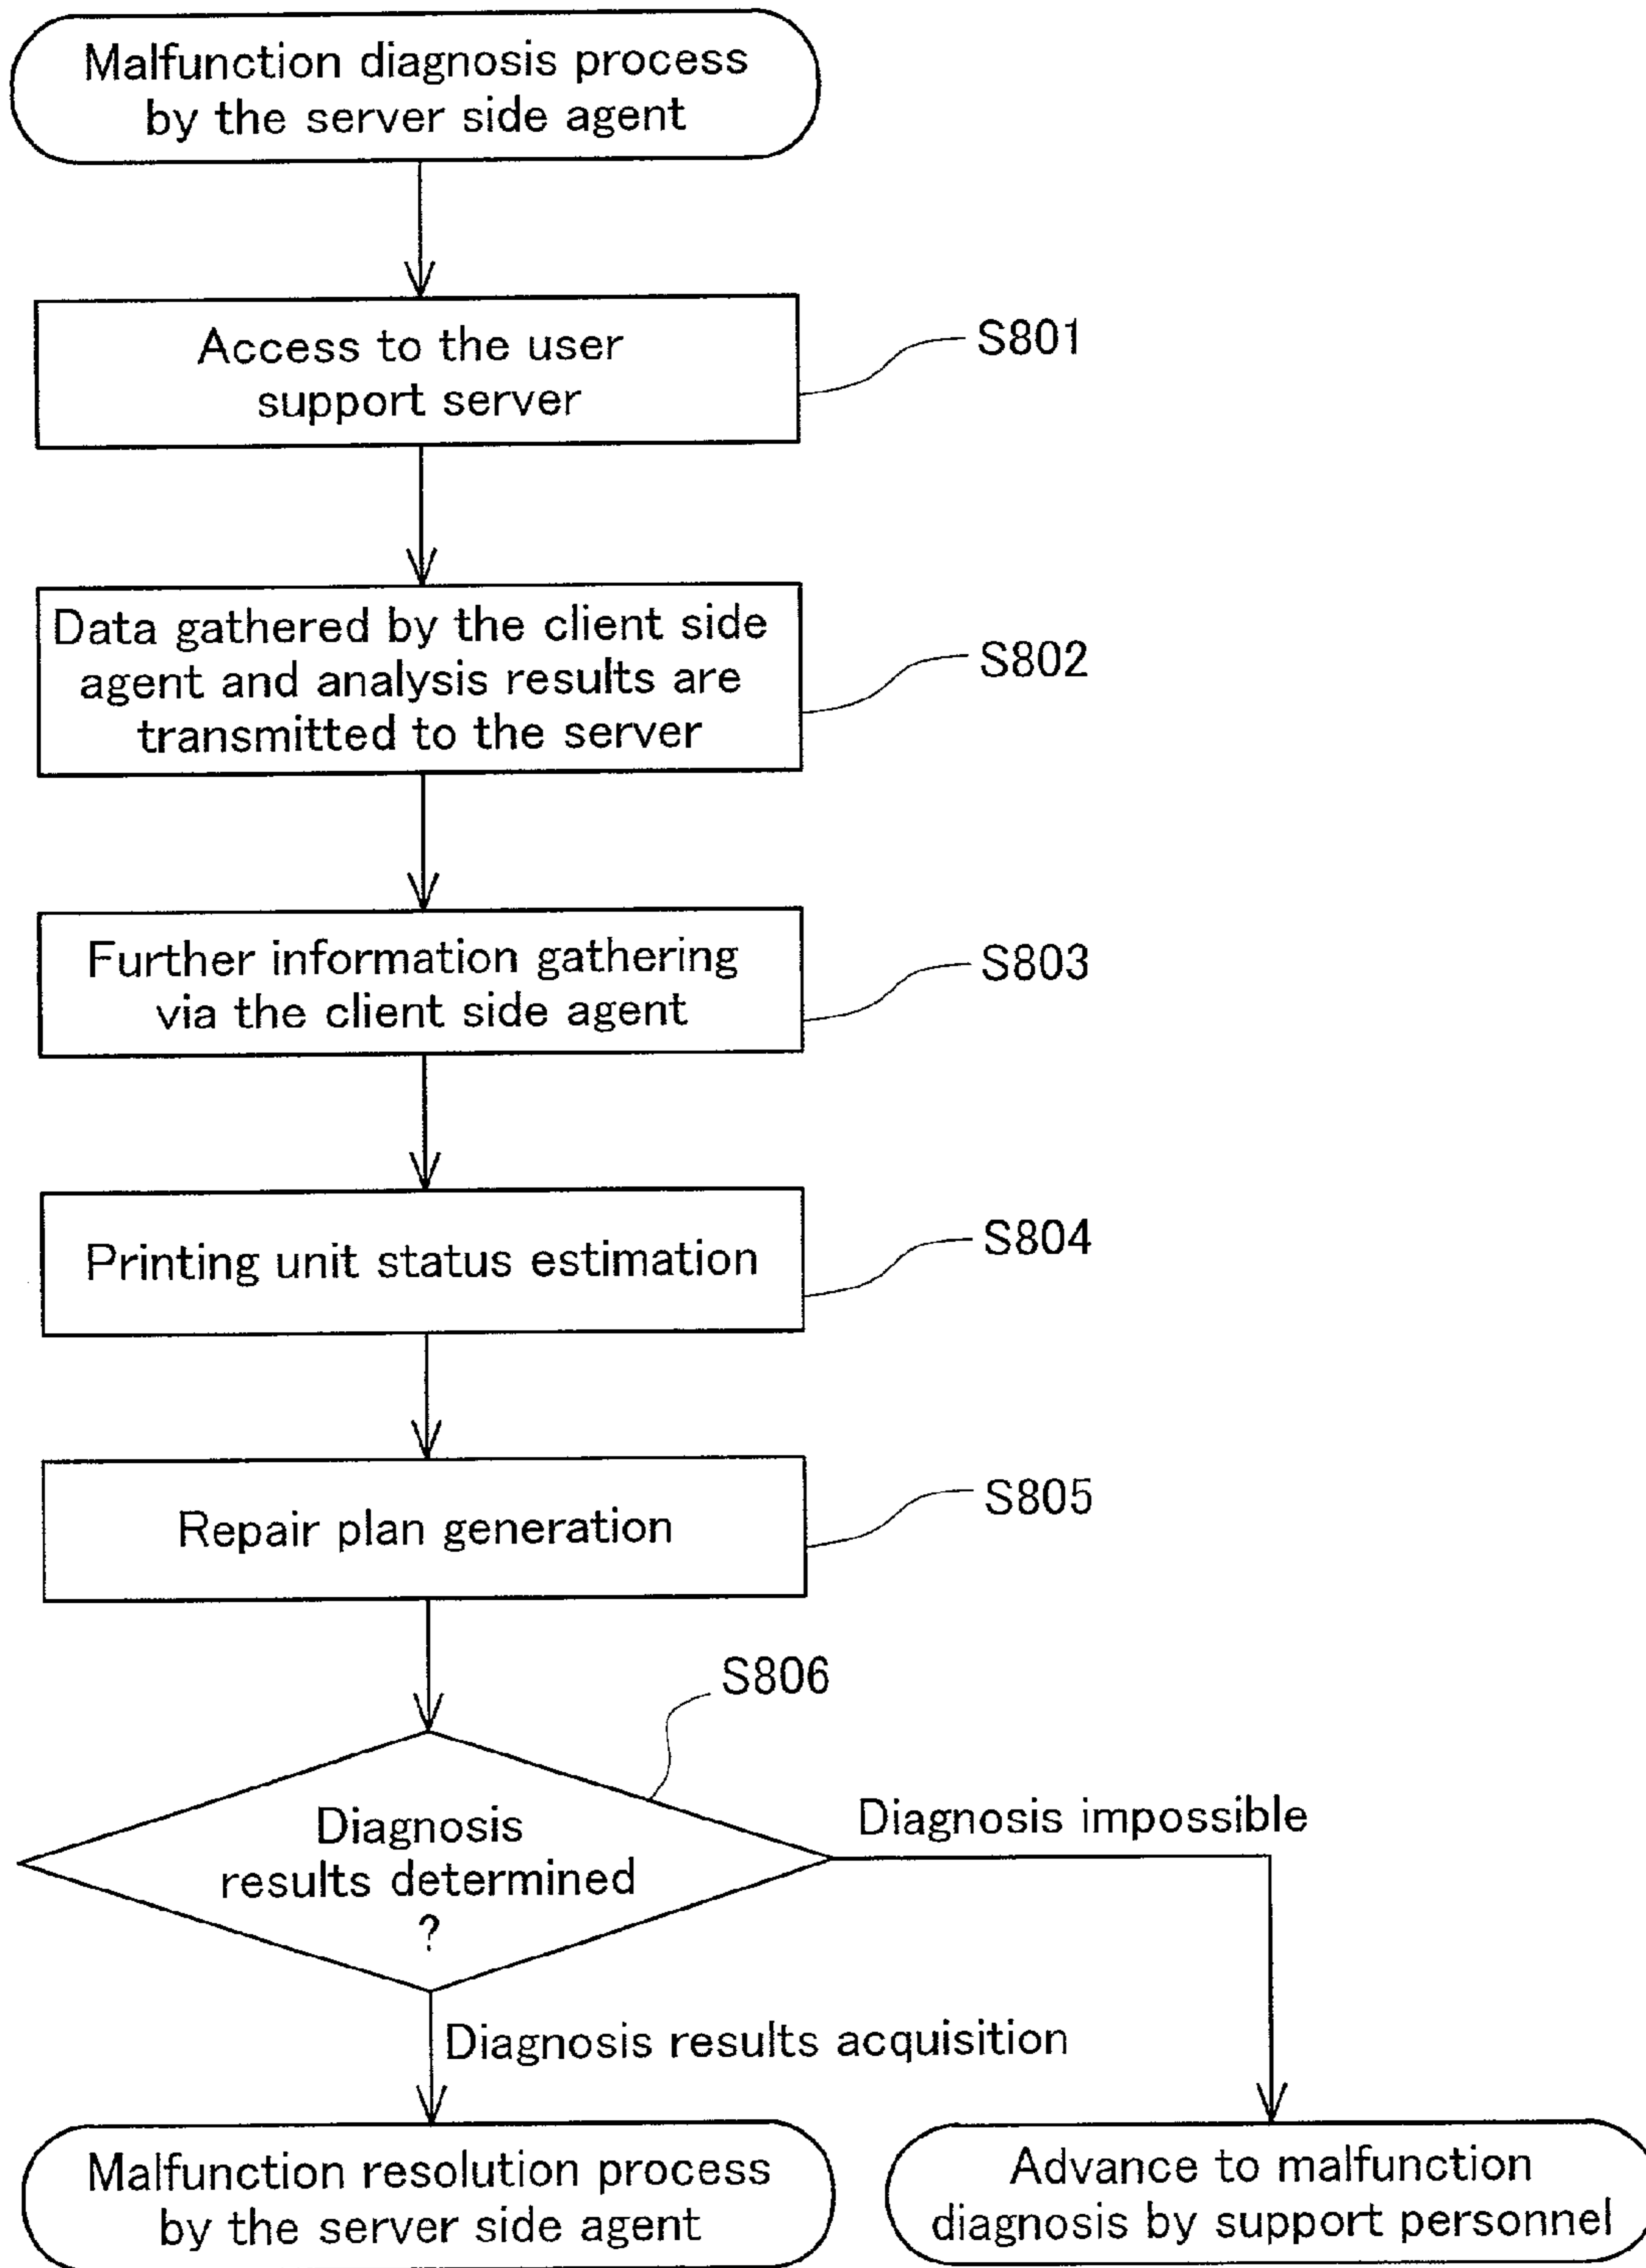 Malfunction diagnosis process
by the server side agent
Access to the user
support server
S801
Data gathered by the client side
agent and analysis results are
transmitted to the server
S802
Further information gathering
via the client side agent
S803
Printing unit status estimation
S804
Repair plan generation
S805
S806
Diagnosis
results determined
?
Diagnosis impossible
Diagnosis results acquisition
Malfunction resolution process
by the server side agent
Advance to malfunction
diagnosis by support personnel